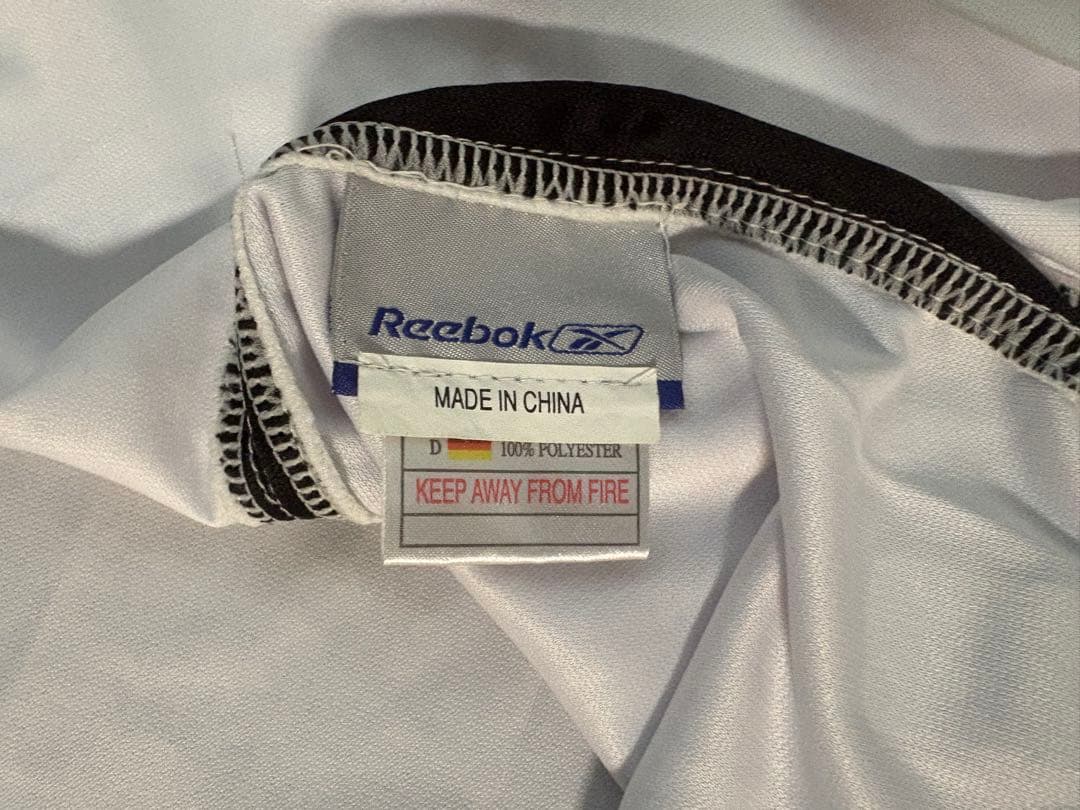 Reebok
MADE IN CHINA
D 100% POLYESTER
KEEP AWAY FROM FIRE